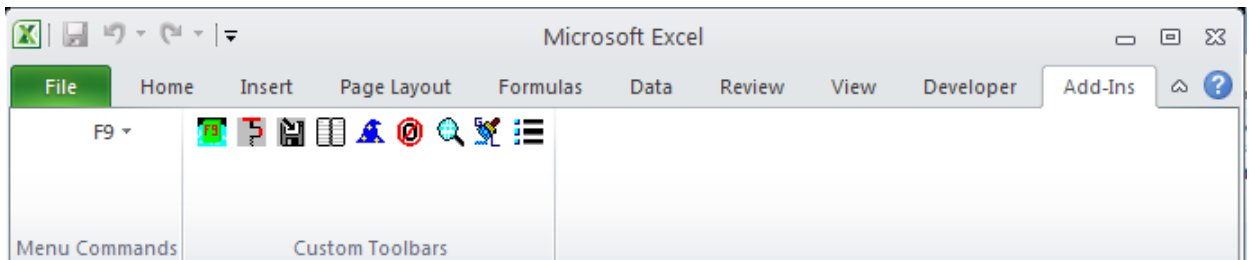 Microsoft Excel
File Home Insert Page Layout Formulas Data Review View Developer Add-Ins
F9 F9
Menu Commands Custom Toolbars